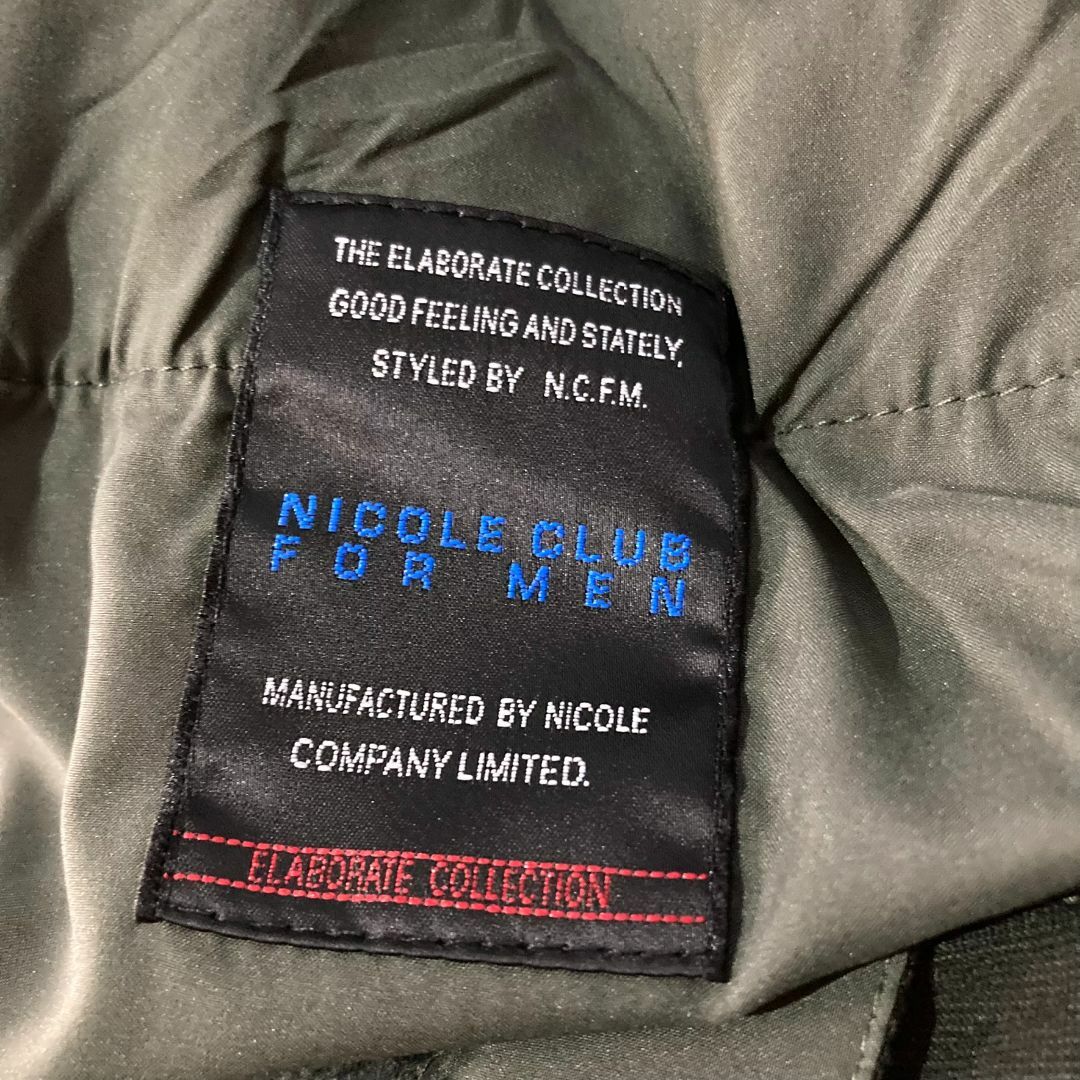 THE ELABORATE COLLECTION
GOOD FEELING AND STATELY,
STYLED BY N.C.F.M.
NICOLE CLUB
FOR MEN
MANUFACTURED BY NICOLE
COMPANY LIMITED.
ELABORATE COLLECTION